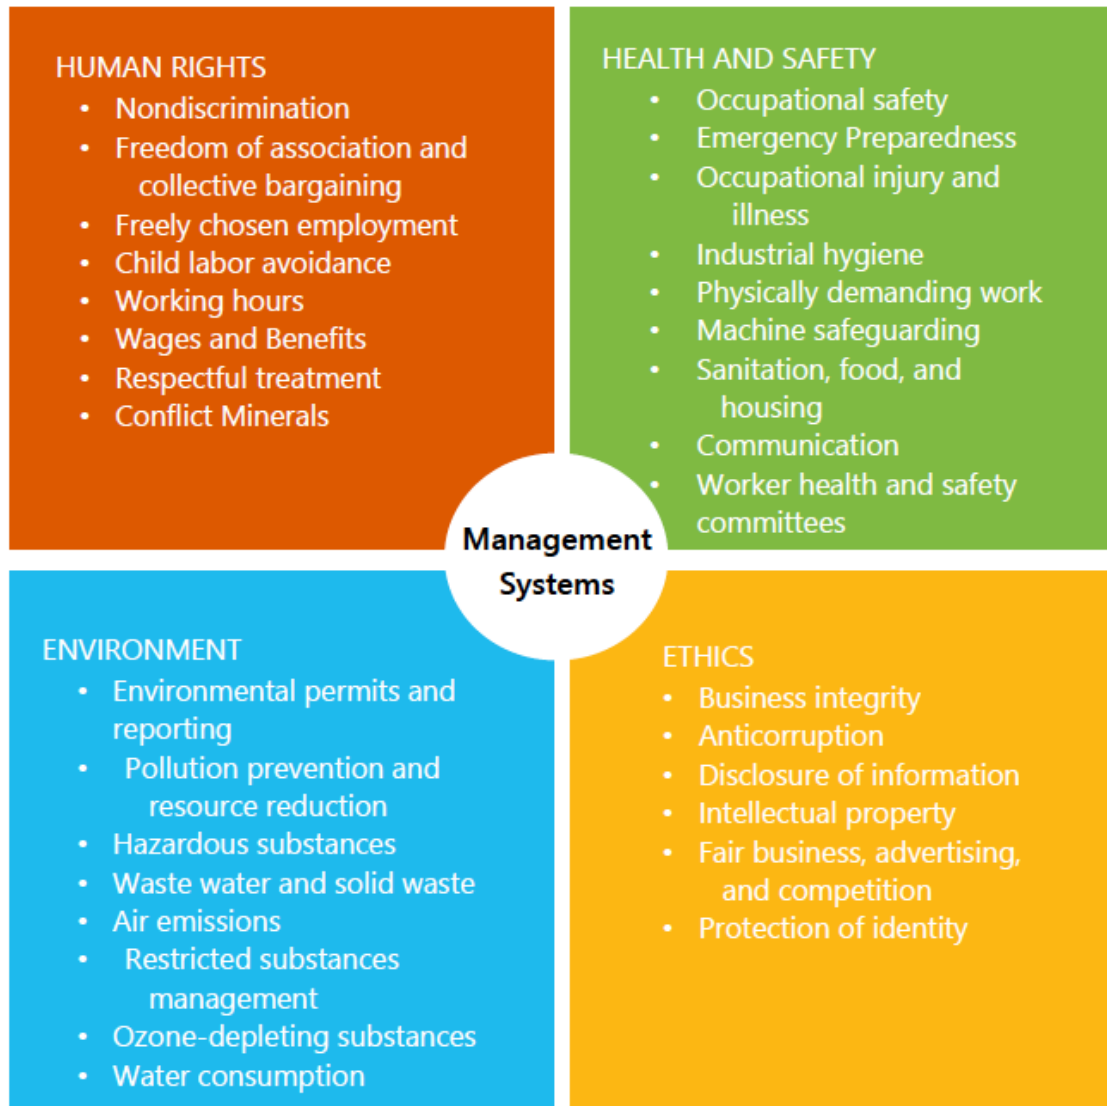 HUMAN RIGHTS
• Nondiscrimination
• Freedom of association and
collective bargaining
• Freely chosen employment
• Child labor avoidance
• Working hours
• Wages and Benefits
• Respectful treatment
• Conflict Minerals
HEALTH AND SAFETY
• Occupational safety
• Emergency Preparedness
• Occupational injury and
illness
• Industrial hygiene
• Physically demanding work
• Machine safeguarding
• Sanitation, food, and
housing
• Communication
• Worker health and safety
committees
Management
Systems
ENVIRONMENT
• Environmental permits and
reporting
• Pollution prevention and
resource reduction
• Hazardous substances
• Waste water and solid waste
• Air emissions
• Restricted substances
management
• Ozone-depleting substances
• Water consumption
ETHICS
• Business integrity
• Anticorruption
• Disclosure of information
• Intellectual property
• Fair business, advertising,
and competition
• Protection of identity